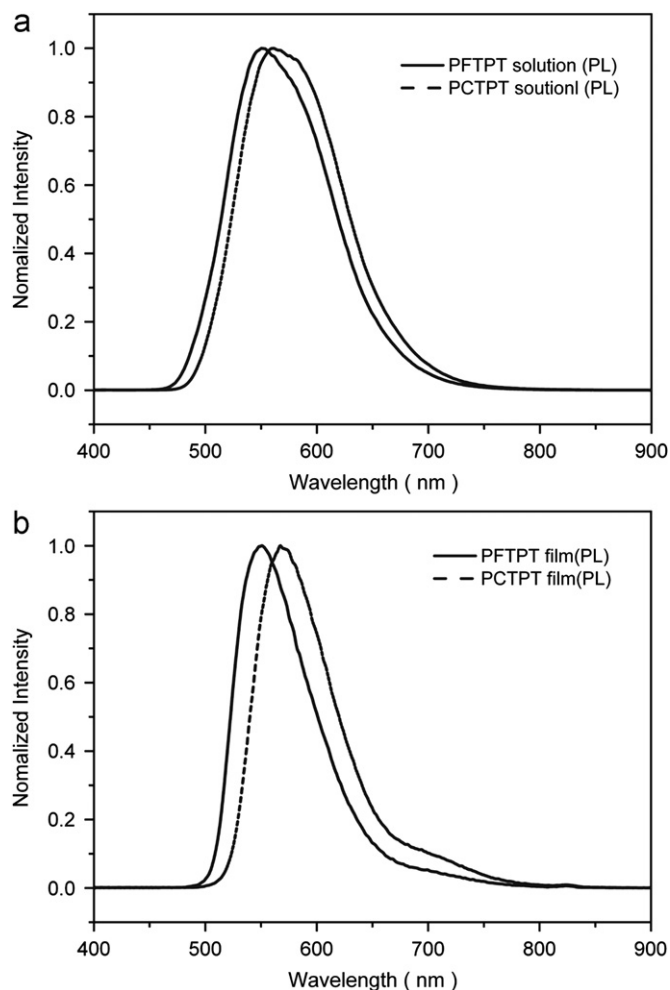 a
1.0
0.8
0.6
0.4
0.2
0.0
Nomalized Intensity
PFTPT solution (PL)
PCTPT soutionl (PL)
400 500 600 700 800 900
Wavelength ( nm )
b
1.0
0.8
0.6
0.4
0.2
0.0
Nomalized Intensity
PFTPT film(PL)
PCTPT film(PL)
400 500 600 700 800 900
Wavelength ( nm )